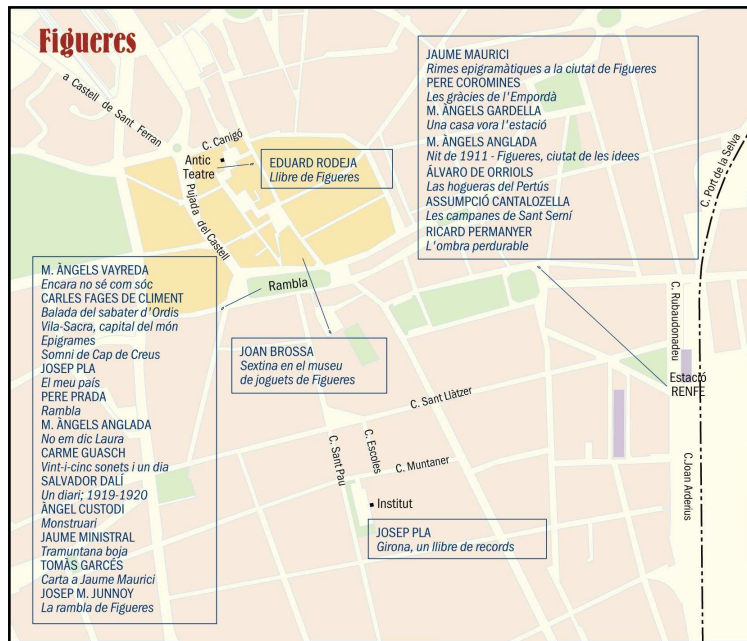 Figueres
a Castell de Sant Ferran
C. Canigó
Antic
Teatre
Pujada del Castell
EDUARD RODEJA
Llibre de Figueres
JAUME MAURICI
Rimes epigramàtiques a la ciutat de Figueres
PERE COROMINES
Les gràcies de l'Empordà
M. ÀNGELS GARDELLA
Una casa vora l'estació
M. ÀNGELS ANGLADA
Nit de 1911 - Figueres, ciutat de les idees
ÁLVARO DE ORRIOLS
Las hogueras del Pertús
ASSUMPCIÓ CANTALOZELLA
Les campanes de Sant Serní
RICARD PERMANYER
L'ombra perdurable
C. Port de la Selva
M. ÀNGELS VAYREDA
Encara no sé com sóc
CARLES FAGES DE CLIMENT
Balada del sabater d'Ordis
Vila-Sacra, capital del món
Epigrames
Somni de Cap de Creus
JOSEP PLA
El meu país
PERE PRADA
Rambla
M. ÀNGELS ANGLADA
No em dic Laura
CARME GUASCH
Vint-i-cinc sonets i un dia
SALVADOR DALÍ
Un diari; 1919-1920
ÀNGEL CUSTODI
Monstruari
JAUME MINISTRAL
Tramuntana boja
TOMÀS GARCÉS
Carta a Jaume Maurici
JOSEP M. JUNNOY
La rambla de Figueres
Rambla
JOAN BROSSA
Sextina en el museu
de joguets de Figueres
C. Rubaudonadeu
Estació
RENFE
C. Sant Llàtzer
C. Sant Pau
C. Escoles
C. Muntaner
Institut
C.Joan Arderius
JOSEP PLA
Girona, un llibre de records